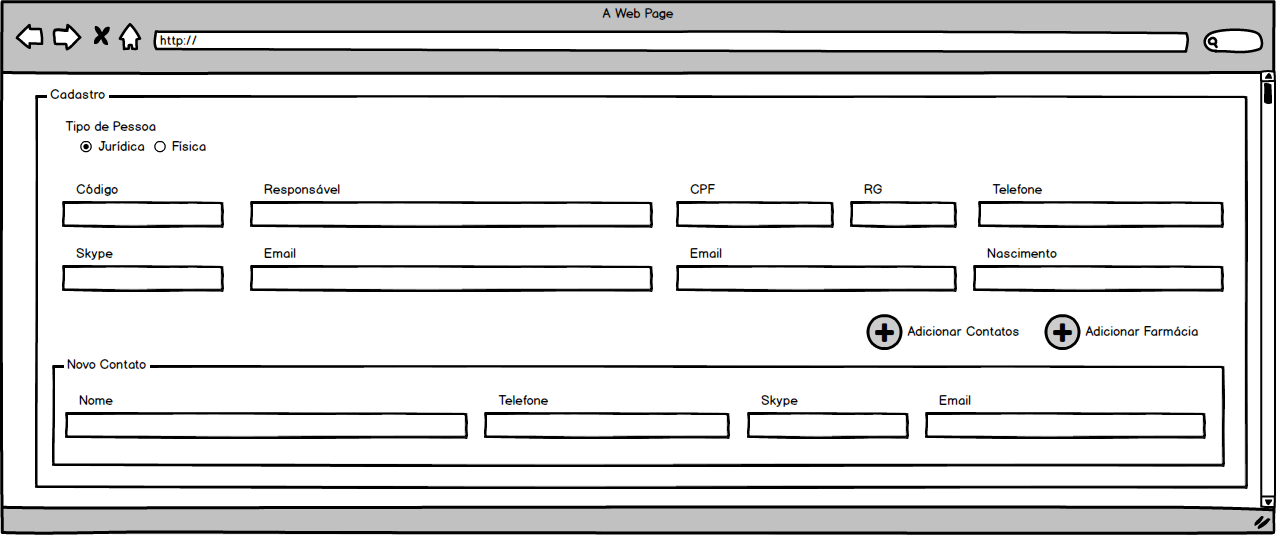 A Web Page
http://
Cadastro
Tipo de Pessoa
Jurídica Física
Código Responsável CPF RG Telefone
Skype Email Email Nascimento
Adicionar Contatos Adicionar Farmácia
Novo Contato
Nome Telefone Skype Email